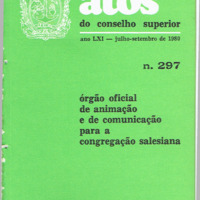 atos
do conselho superior
ano LXI — julho-setembro de 1980
n. 297
órgão oficial
de animação
e de comunicação
para a
congregação salesiana